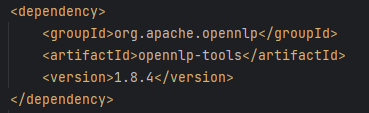 <dependency>
    <groupId>org.apache.opennlp</groupId>
    <artifactId>opennlp-tools</artifactId>
    <version>1.8.4</version>
</dependency>